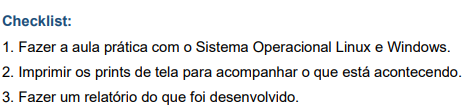 Checklist:
1. Fazer a aula prática com o Sistema Operacional Linux e Windows.
2. Imprimir os prints de tela para acompanhar o que está acontecendo.
3. Fazer um relatório do que foi desenvolvido.